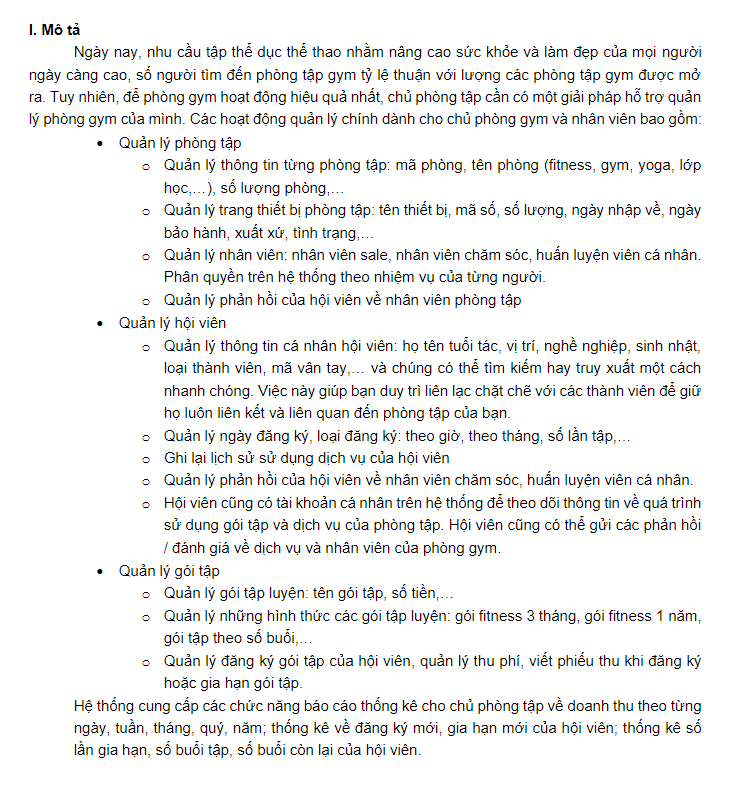 I. Mô tả
Ngày nay, nhu cầu tập thể dục thể thao nhằm nâng cao sức khỏe và làm đẹp của mọi người
ngày càng cao, số người tìm đến phòng tập gym tỷ lệ thuận với lượng các phòng tập gym được mở
ra. Tuy nhiên, để phòng gym hoạt động hiệu quả nhất, chủ phòng tập cần có một giải pháp hỗ trợ quản
lý phòng gym của mình. Các hoạt động quản lý chính dành cho chủ phòng gym và nhân viên bao gồm:
• Quản lý phòng tập
o Quản lý thông tin từng phòng tập: mã phòng, tên phòng (fitness, gym, yoga, lớp
học,…), số lượng phòng,…
o Quản lý trang thiết bị phòng tập: tên thiết bị, mã số, số lượng, ngày nhập về, ngày
bảo hành, xuất xứ, tình trạng,…
o Quản lý nhân viên: nhân viên sale, nhân viên chăm sóc, huấn luyện viên cá nhân.
Phân quyền trên hệ thống theo nhiệm vụ của từng người.
o Quản lý phản hồi của hội viên về nhân viên phòng tập
• Quản lý hội viên
o Quản lý thông tin cá nhân hội viên: họ tên tuổi tác, vị trí, nghề nghiệp, sinh nhật,
loại thành viên, mã vân tay,… và chúng có thể tìm kiếm hay truy xuất một cách
nhanh chóng. Việc này giúp bạn duy trì liên lạc chặt chẽ với các thành viên để giữ
họ luôn liên kết và liên quan đến phòng tập của bạn.
o Quản lý ngày đăng ký, loại đăng ký: theo giờ, theo tháng, số lần tập,…
o Ghi lại lịch sử sử dụng dịch vụ của hội viên
o Quản lý phản hồi của hội viên về nhân viên chăm sóc, huấn luyện viên cá nhân.
o Hội viên cũng có tài khoản cá nhân trên hệ thống để theo dõi thông tin về quá trình
sử dụng gói tập và dịch vụ của phòng tập. Hội viên cũng có thể gửi các phản hồi
/ đánh giá về dịch vụ và nhân viên của phòng gym.
• Quản lý gói tập
o Quản lý gói tập luyện: tên gói tập, số tiền,…
o Quản lý những hình thức các gói tập luyện: gói fitness 3 tháng, gói fitness 1 năm,
gói tập theo số buổi,…
o Quản lý đăng ký gói tập của hội viên, quản lý thu phí, viết phiếu thu khi đăng ký
hoặc gia hạn gói tập.
Hệ thống cung cấp các chức năng báo cáo thống kê cho chủ phòng tập về doanh thu theo từng
ngày, tuần, tháng, quý, năm; thống kê về đăng ký mới, gia hạn mới của hội viên; thống kê số
lần gia hạn, số buổi tập, số buổi còn lại của hội viên.